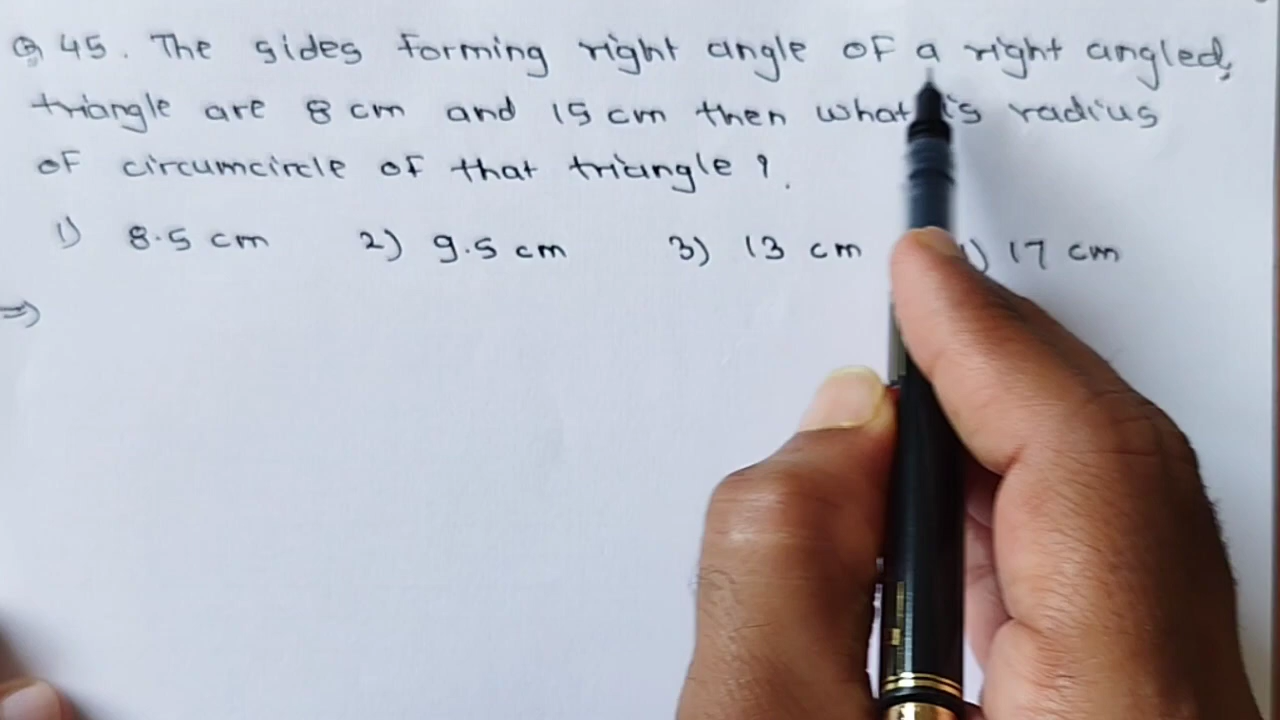 Q 45. The sides forming right angle of a right angled,
triangle are 8 cm and 15 cm then what is radius
of circumcircle of that triangle ?.
1) 8.5 cm 2) 9.5 cm 3) 13 cm ) 17 cm
⇒